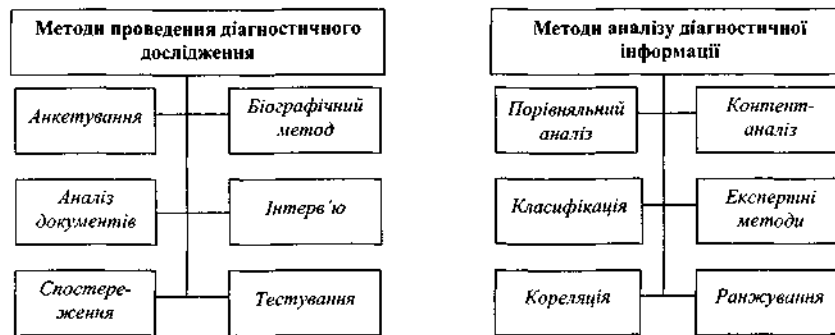 Методи проведення діагностичного
дослідження
Анкетування
Біографічний
метод
Аналіз
документів
Інтерв´ю
Спостере-
ження
Тестування
Методи аналізу діагностичної
інформації
Порівняльний
аналіз
Контент-
аналіз
Класифікація
Експертні
методи
Кореляція
Ранжування